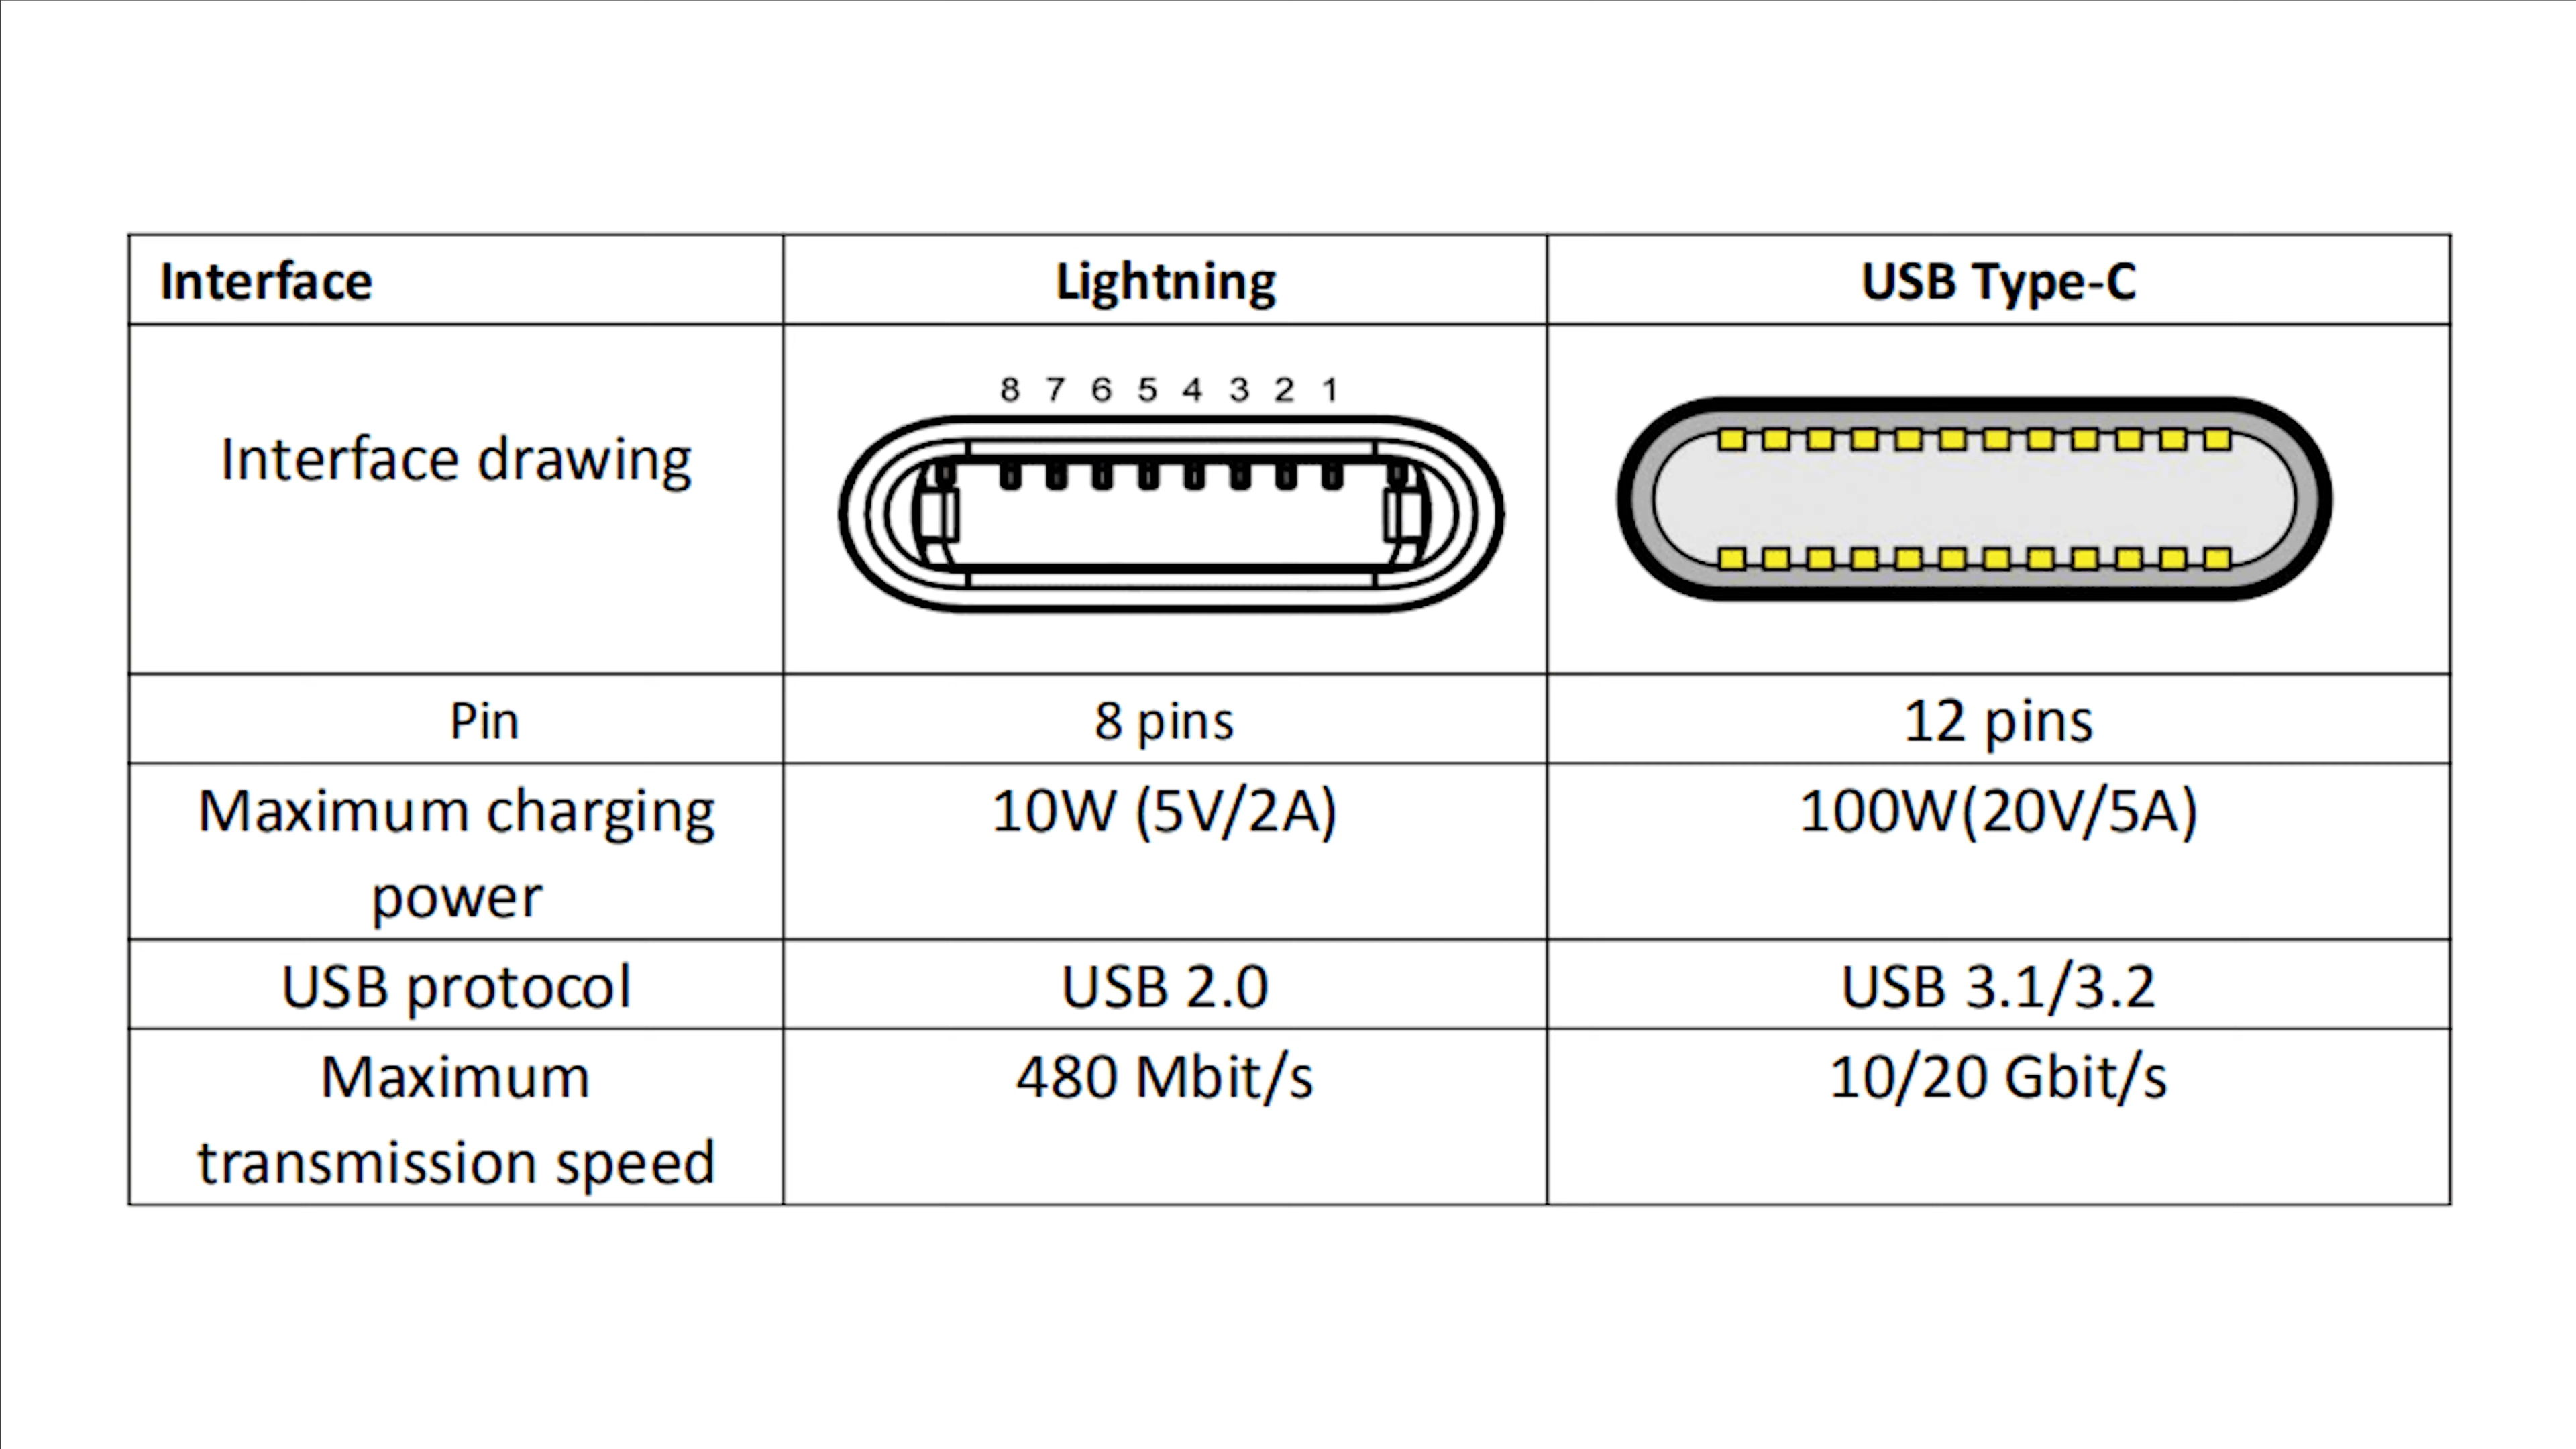 Interface Lightning USB Type-C
8 7 6 5 4 3 2 1
Interface drawing
Pin 8 pins 12 pins
Maximum charging 10W (5V/2A) 100W(20V/5A)
power
USB protocol USB 2.0 USB 3.1/3.2
Maximum 480 Mbit/s 10/20 Gbit/s
transmission speed